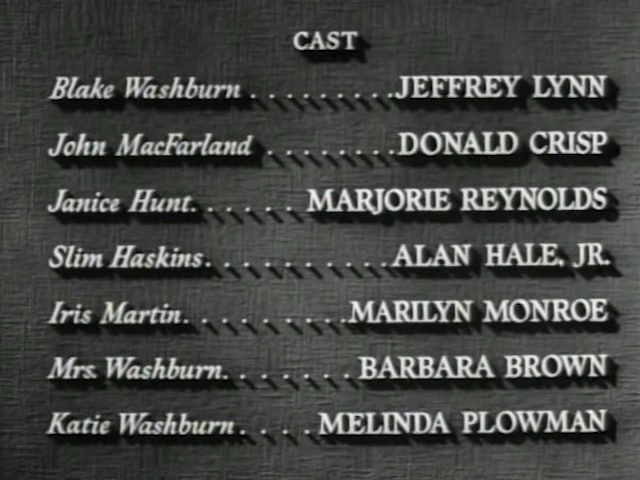 CAST
Blake Washburn . . . . . . . . . JEFFREY LYNN
John MacFarland . . . . . . . . DONALD CRISP
Janice Hunt. . . . . . MARJORIE REYNOLDS
Slim Haskins. . . . . . . . . . . ALAN HALE, JR.
Iris Martin. . . . . . . . . MARILYN MONROE
Mrs. Washburn. . . . . . . BARBARA BROWN
Katie Washburn. . . . . MELINDA PLOWMAN